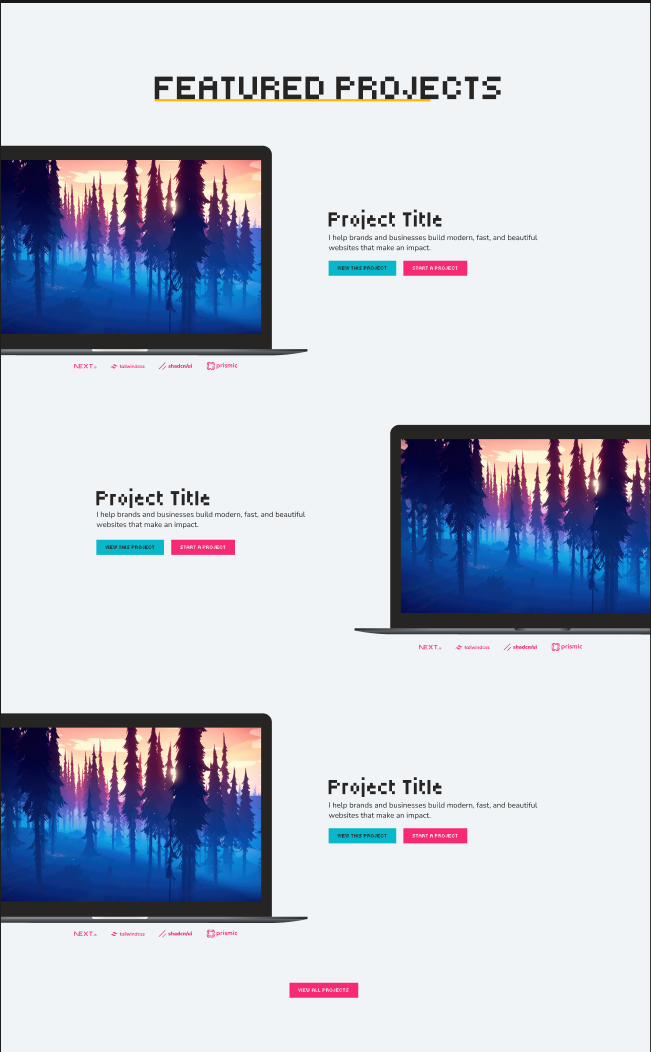 FEATURED PROJECTS
Project Title
I help brands and businesses build modern, fast, and beautiful
websites that make an impact.
VIEW THIS PROJECT START A PROJECT
NEXT.JS tailwindcss shadcn/ui prismic
Project Title
I help brands and businesses build modern, fast, and beautiful
websites that make an impact.
VIEW THIS PROJECT START A PROJECT
NEXT.JS tailwindcss shadcn/ui prismic
Project Title
I help brands and businesses build modern, fast, and beautiful
websites that make an impact.
VIEW THIS PROJECT START A PROJECT
NEXT.JS tailwindcss shadcn/ui prismic
VIEW ALL PROJECTS